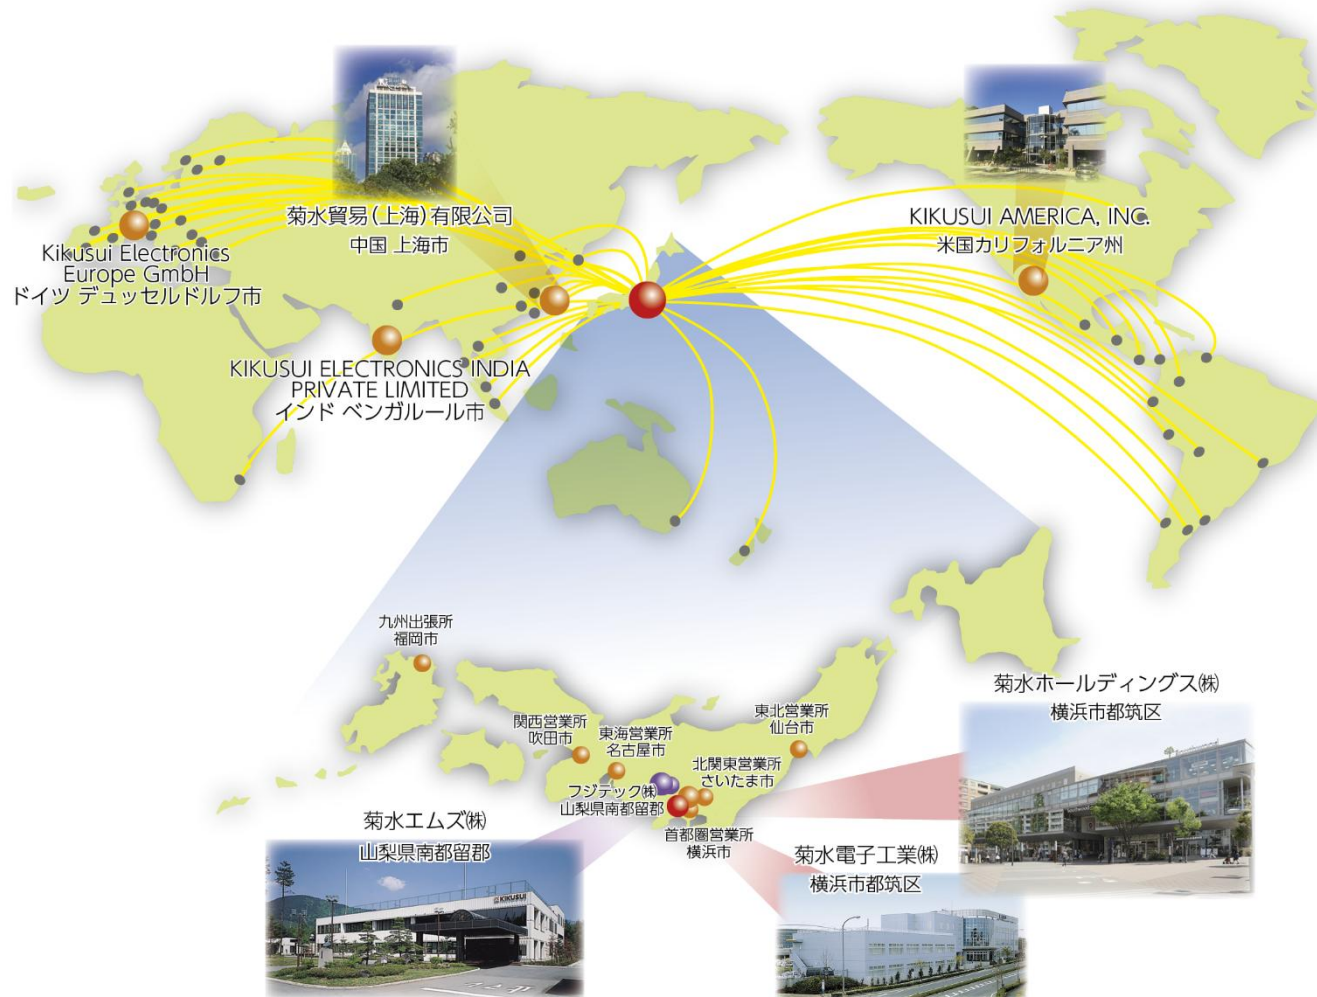 菊水貿易(上海)有限公司
中国 上海市
KIKUSUI AMERICA, INC.
米国カリフォルニア州
Kikusui Electronics
Europe GmbH
ドイツ デュッセルドルフ市
KIKUSUI ELECTRONICS INDIA
PRIVATE LIMITED
インド ベンガルール市
九州出張所
福岡市
関西営業所
吹田市
東海営業所
名古屋市
東北営業所
仙台市
北関東営業所
さいたま市
フジテック㈱
山梨県南都留郡
首都圏営業所
横浜市
菊水ホールディングス㈱
横浜市都筑区
菊水エムズ㈱
山梨県南都留郡
KIKUSUI
菊水電子工業㈱
横浜市都筑区